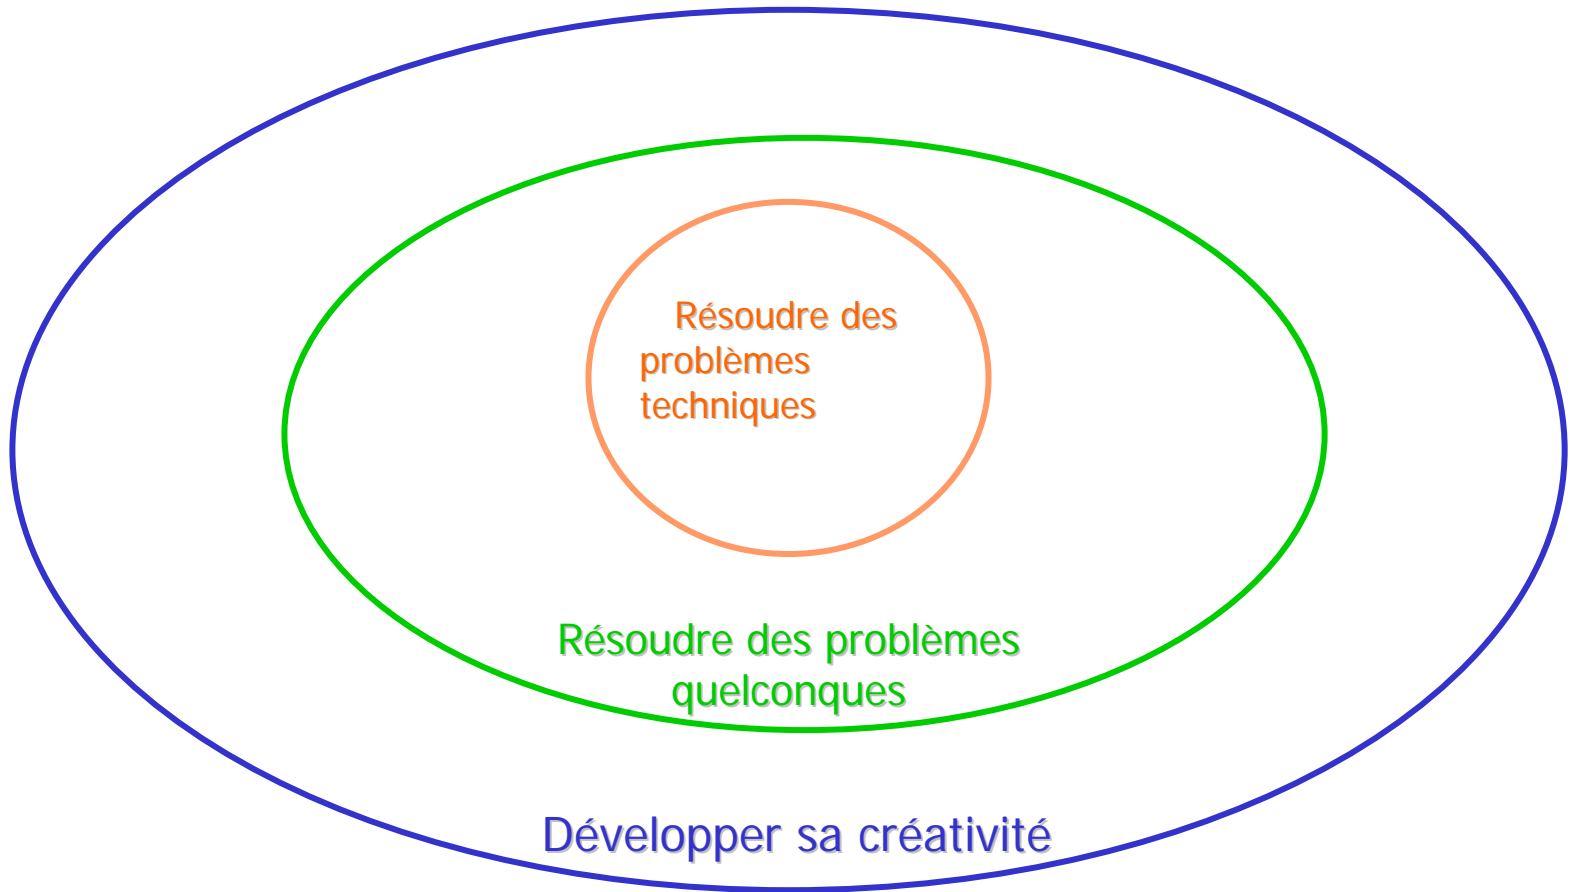 Résoudre des
problèmes
techniques
Résoudre des problèmes
quelconques
Développer sa créativité